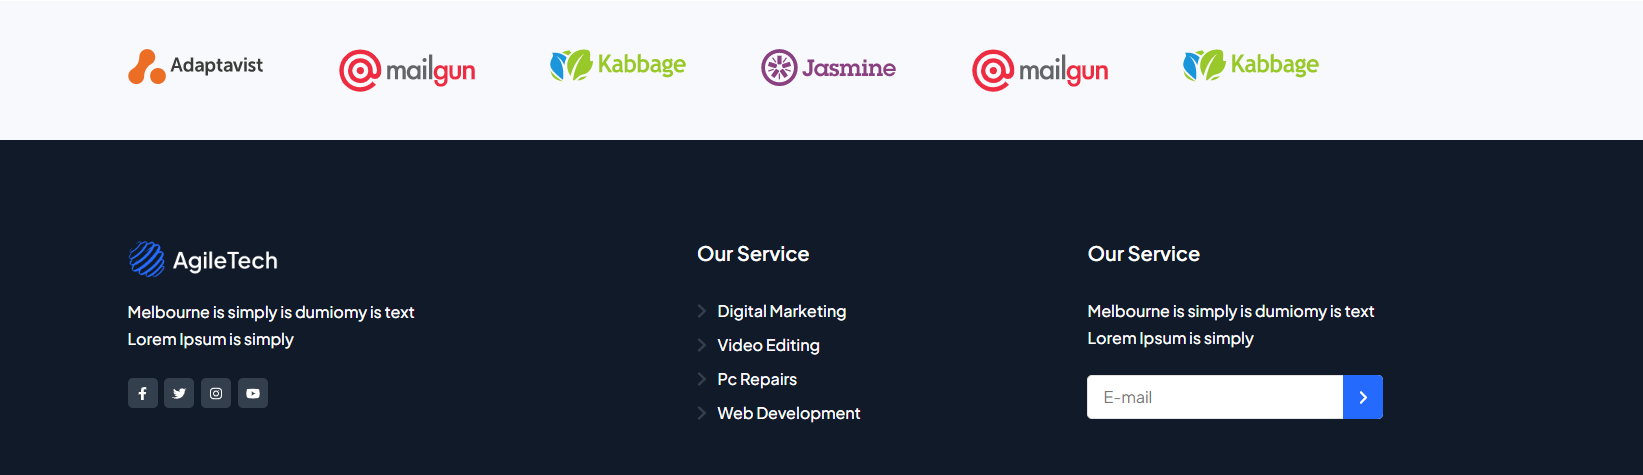 Adaptavist
mailgun
Kabbage
Jasmine
mailgun
Kabbage
AgileTech
Melbourne is simply is dumiomy is text
Lorem Ipsum is simply
Our Service
Digital Marketing
Video Editing
Pc Repairs
Web Development
Our Service
Melbourne is simply is dumiomy is text
Lorem Ipsum is simply
E-mail